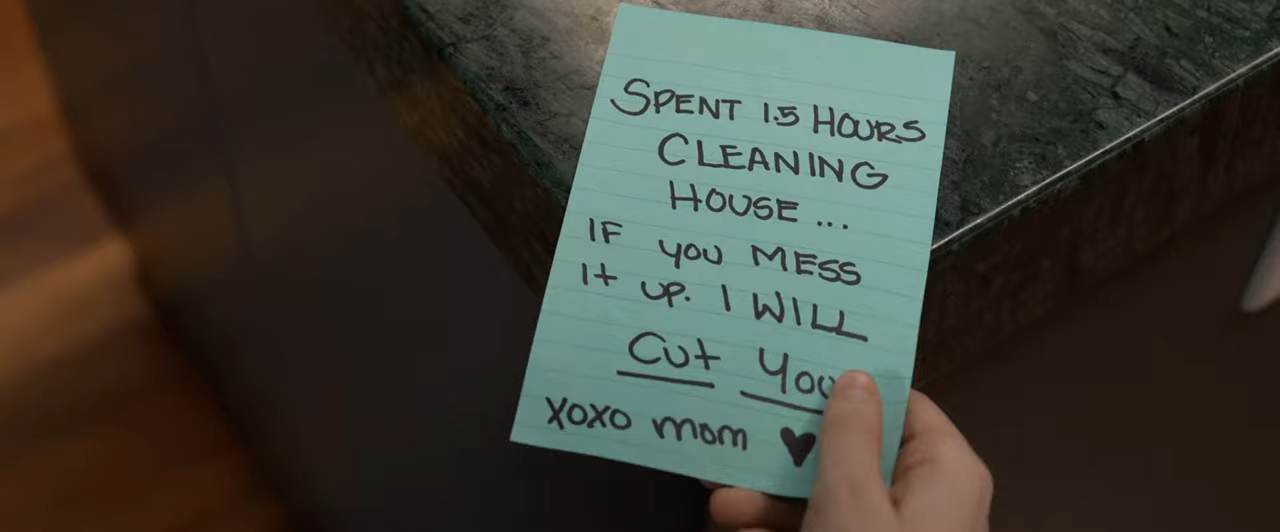 SPENT 1.5 HOURS
CLEANING
HOUSE ...
IF you MESS
It UP. I WILL
Cut You
XOXO mom ♥